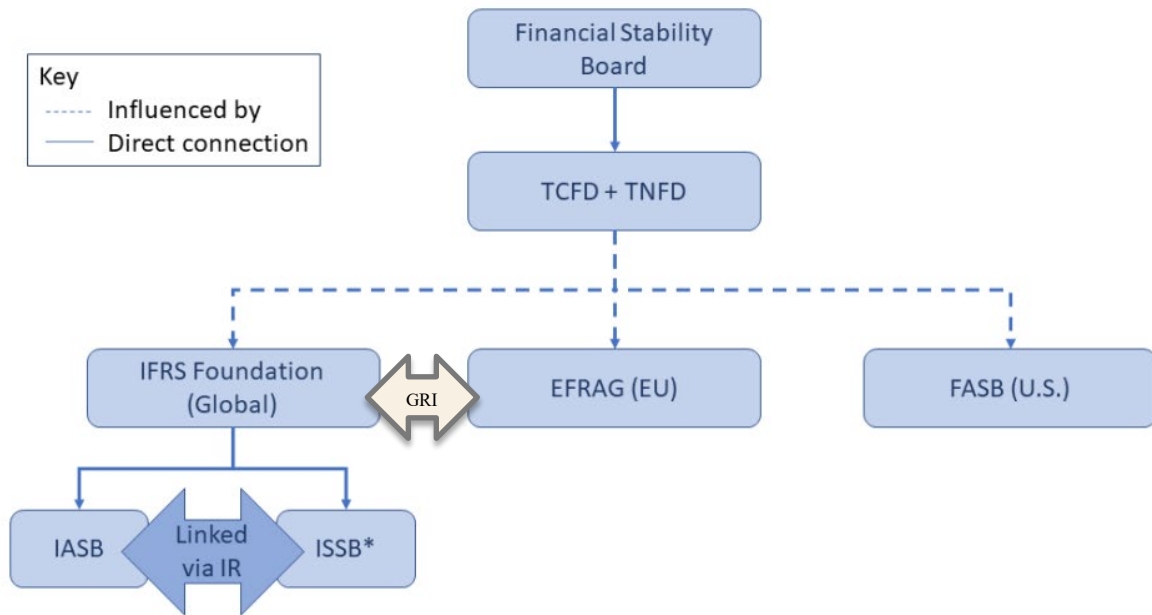 Financial Stability
Board
Key
Influenced by
Direct connection
TCFD + TNFD
IFRS Foundation
(Global)
GRI
EFRAG (EU)
FASB (U.S.)
IASB
Linked
via IR
ISSB*